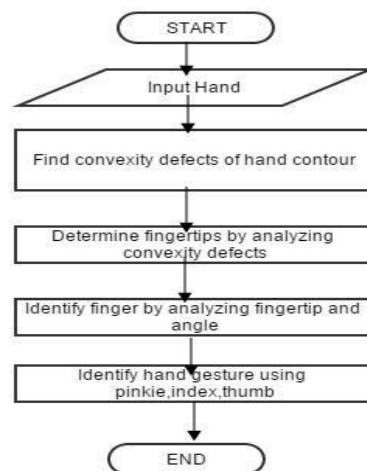 START
Input Hand
Find convexity defects of hand contour
Determine fingertips by analyzing
convexity defects
Identify finger by analyzing fingertip and
angle
Identify hand gesture using
pinkie,index,thumb
END